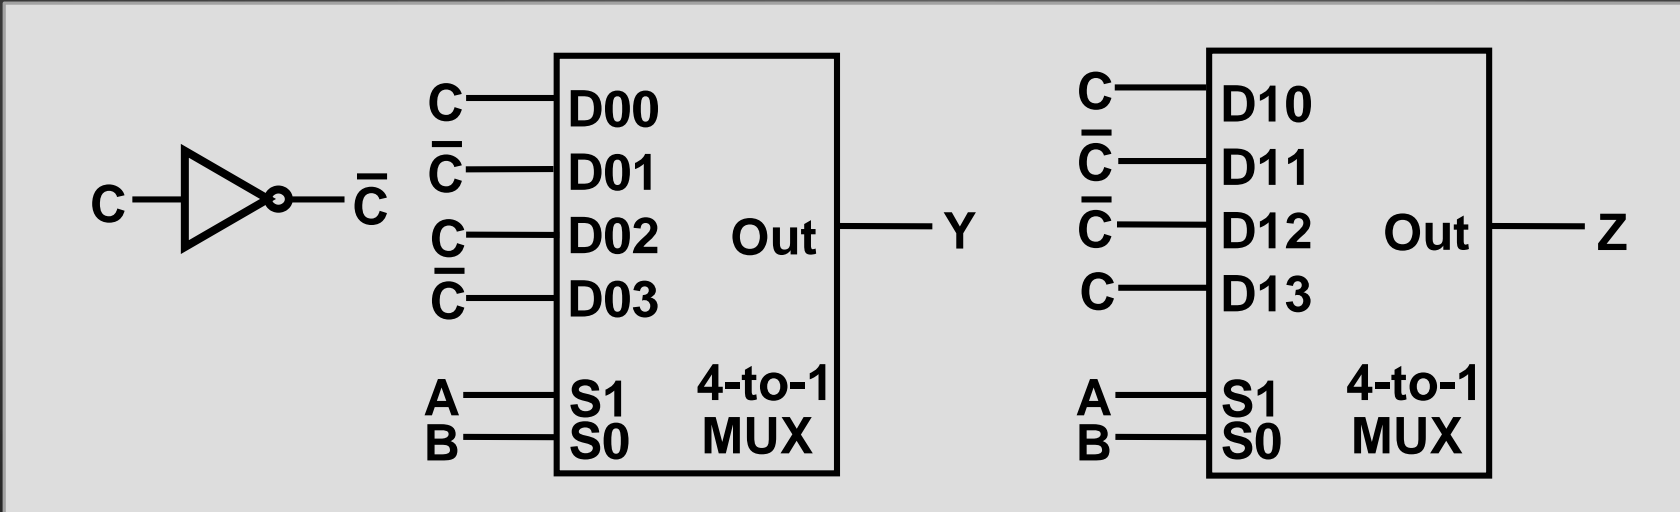 C
C̅
C D00
C̅ D01
C D02
C̅ D03
Out Y
A S1
B S0
4-to-1
MUX
C D10
C̅ D11
C̅ D12
C D13
Out Z
A S1
B S0
4-to-1
MUX